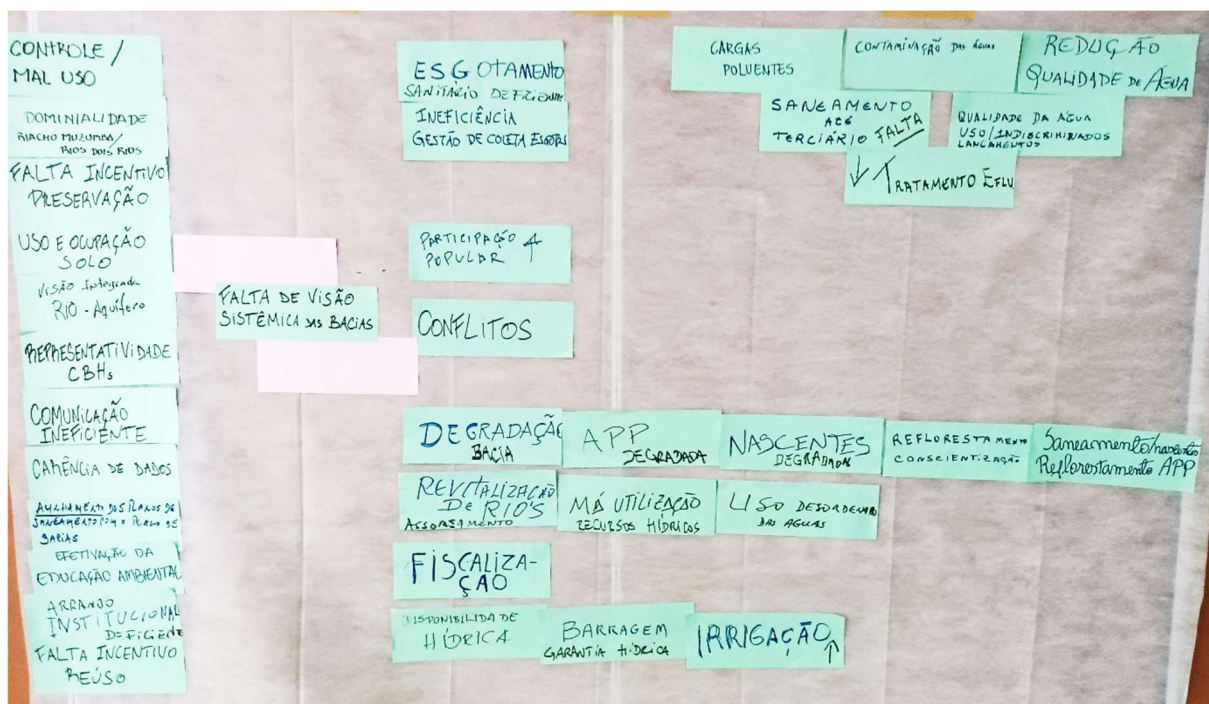 CONTROLE /
MAL USO
DOMINIALIDADE
RIACHO MUZUMBA/
RIOS DOIS RIOS
FALTA INCENTIVO
PRESERVAÇÃO
USO E OCUPAÇÃO
SOLO
VISÃO Integrada
RIO - Aquífero
REPRESENTATIVIDADE
CBHs
COMUNICAÇÃO
INEFICIENTE
CARÊNCIA DE DADOS
DOS PLANOS DE
SANEAMENTO COM O PLANO DE
BACIAS
EFETIVAÇÃO DA
EDUCAÇÃO AMBIENTAL
ARRANJO
INSTITUCIONAL
DEFICIENTE
FALTA INCENTIVO
REÚSO
FALTA DE VISÃO
SISTÊMICA DAS BACIAS
ESGOTAMENTO
SANITÁRIO DEFICIENTE
INEFICIÊNCIA
GESTÃO DE COLETA ESGOTOS
PARTICIPAÇÃO ↑
POPULAR
CONFLITOS
DEGRADAÇÃO
BACIA
APP
DEGRADADA
NASCENTES
DEGRADADAS
REFLORESTAMENTO
CONSCIENTIZAÇÃO
Saneamento/nascentes
Reflorestamento APP
REVITALIZAÇÃO
DE RIO'S
ASSOREAMENTO
MÁ UTILIZAÇÃO
RECURSOS HÍDRICOS
USO DESORDENADO
DAS AGUAS
FISCALIZA-
ÇÃO
DISPONIBILIDADE
HÍDRICA
BARRAGEM
GARANTIA HÍDRICA
IRRIGAÇÃO ↑
CARGAS
POLUENTES
CONTAMINAÇÃO DAS ÁGUAS
REDUÇÃO
QUALIDADE DE ÁGUA
SANEAMENTO
ATÉ
TERCIÁRIO FALTA
QUALIDADE DA ÁGUA
USO/INDISCRIMINADOS
LANÇAMENTOS
↓ TRATAMENTO EFLU